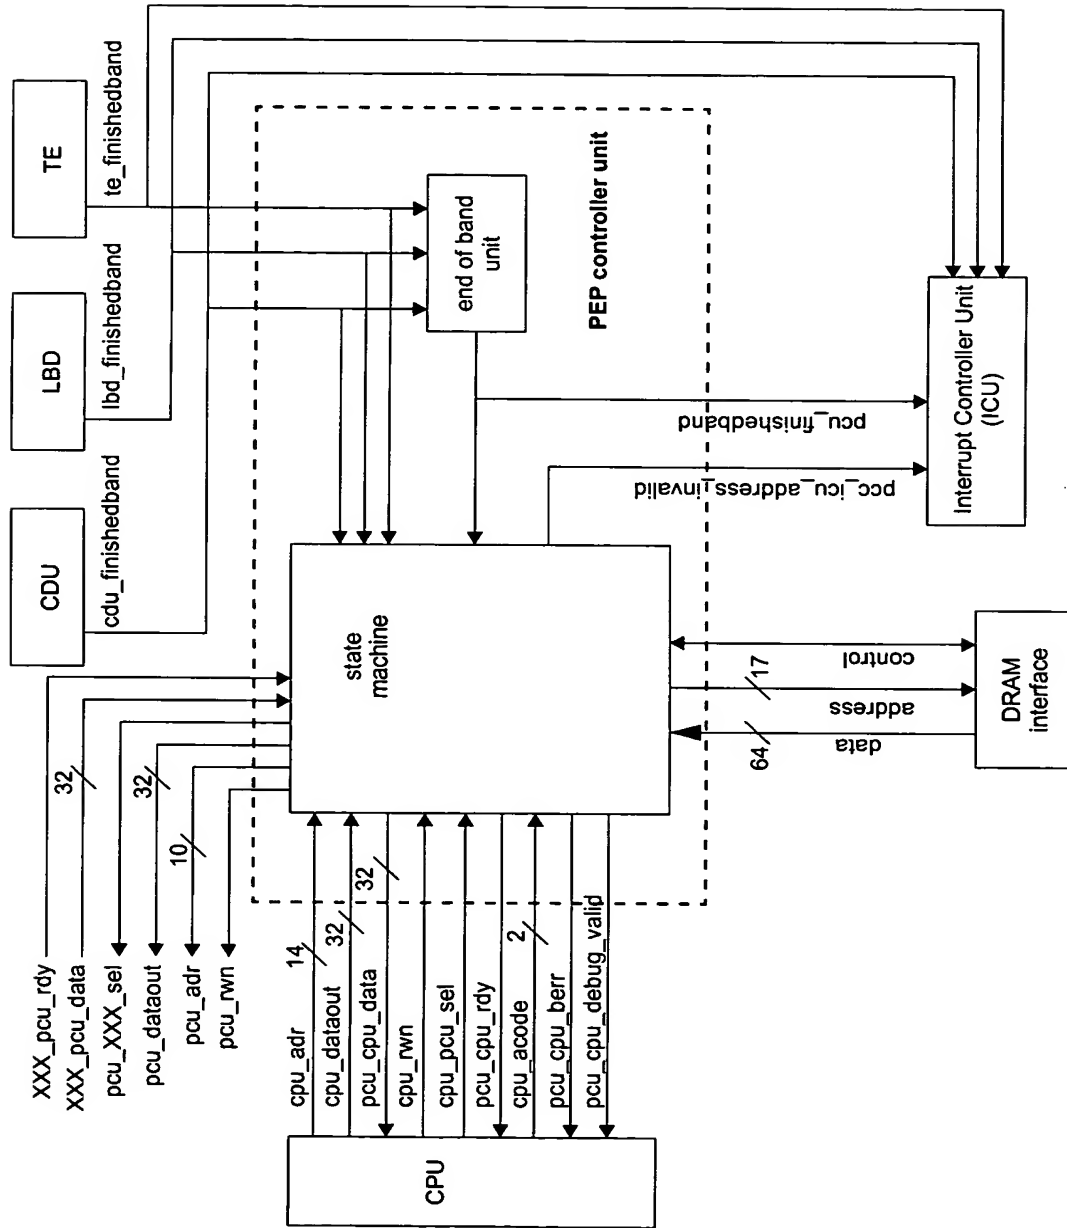 XXX_pcu_rdy
XXX_pcu_data
32
pcu_XXX_sel
pcu_dataout
32
pcu_adr
10
pcu_rwn
CDU
cdu_finishedband
LBD
lbd_finishedband
TE
te_finishedband
CPU
cpu_adr
14
cpu_dataout
32
pcu_cpu_data
32
cpu_rwn
cpu_pcu_sel
pcu_cpu_rdy
cpu_acode
2
pcu_cpu_berr
pcu_cpu_debug_valid
state
machine
end of band
unit
PEP controller unit
pcu_finishedband
pcc_icu_address_invalid
data
64
address
17
control
DRAM
interface
Interrupt Controller Unit
(ICU)